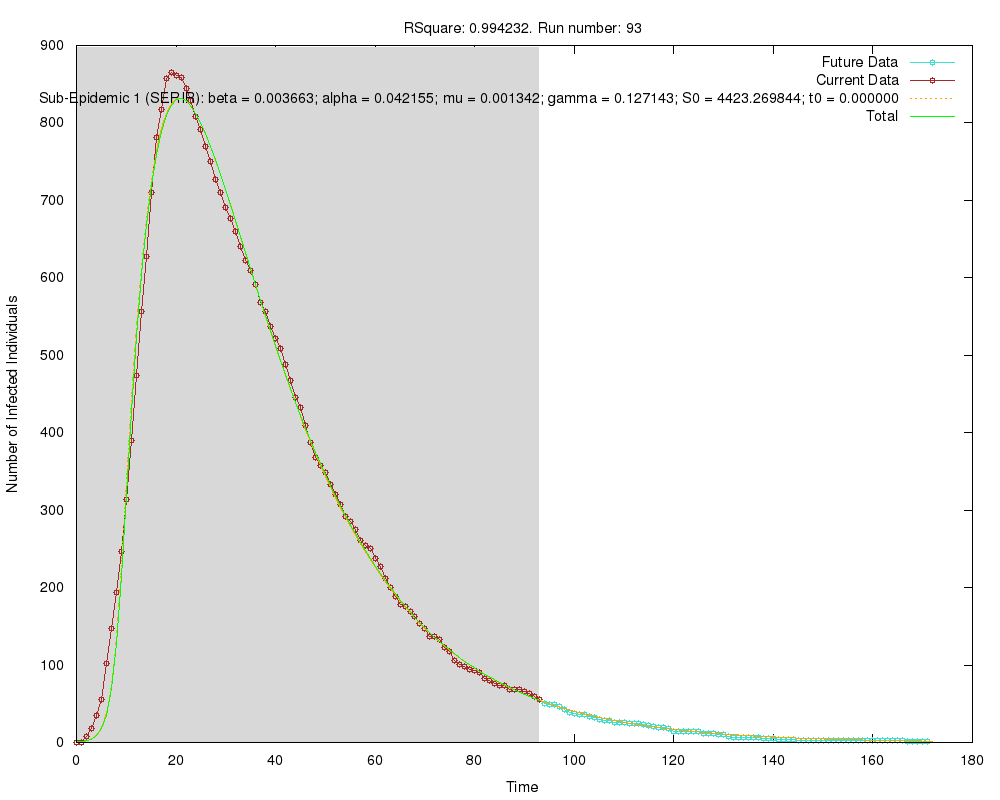 RSquare: 0.994232. Run number: 93
Future Data
Current Data
Sub-Epidemic 1 (SEPIR): beta = 0.003663; alpha = 0.042155; mu = 0.001342; gamma = 0.127143; S0 = 4423.269844; t0 = 0.000000
Total
Number of Infected Individuals
900
800
700
600
500
400
300
200
100
0
0 20 40 60 80 100 120 140 160 180
Time